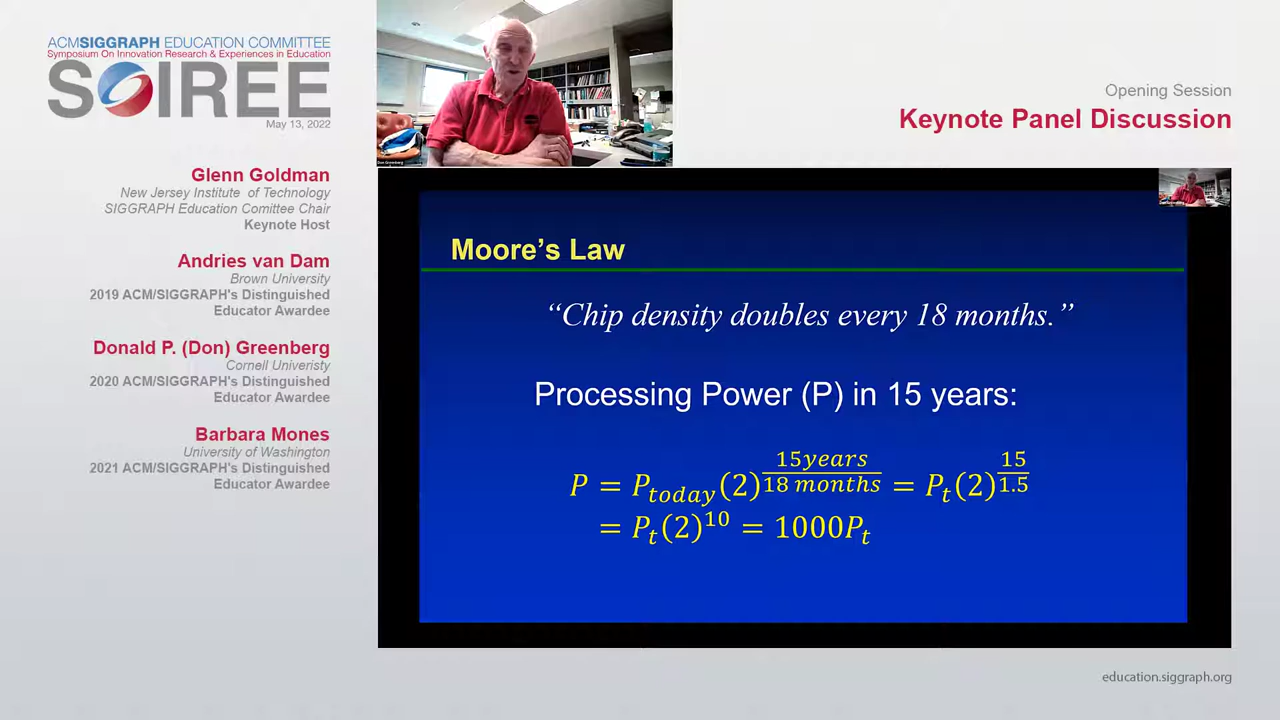 ACMSIGGRAPH EDUCATION COMMITTEE
Symposium On Innovation Research & Experiences in Education
SOIREE
May 13, 2022
Glenn Goldman
New Jersey Institute of Technology
SIGGRAPH Education Comittee Chair
Keynote Host
Andries van Dam
Brown University
2019 ACM/SIGGRAPH's Distinguished
Educator Awardee
Donald P. (Don) Greenberg
Cornell Univeristy
2020 ACM/SIGGRAPH's Distinguished
Educator Awardee
Barbara Mones
University of Washington
2021 ACM/SIGGRAPH's Distinguished
Educator Awardee
Don Greenberg
Opening Session
Keynote Panel Discussion
Moore's Law
“Chip density doubles every 18 months.”
Processing Power (P) in 15 years:
P = P_today (2)^(15years/18 months) = P_t (2)^(15/1.5)
= P_t (2)^10 = 1000P_t
education.siggraph.org